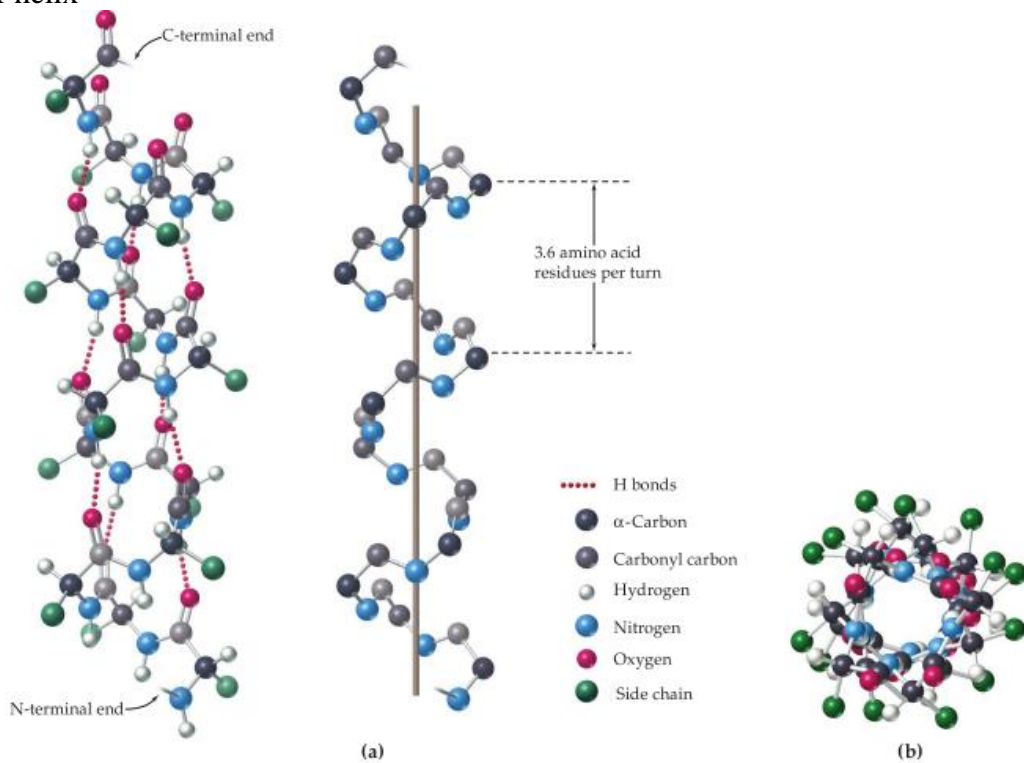 helix
C-terminal end
3.6 amino acid
residues per turn
H bonds
α-Carbon
Carbonyl carbon
Hydrogen
Nitrogen
Oxygen
Side chain
N-terminal end
(a)
(b)